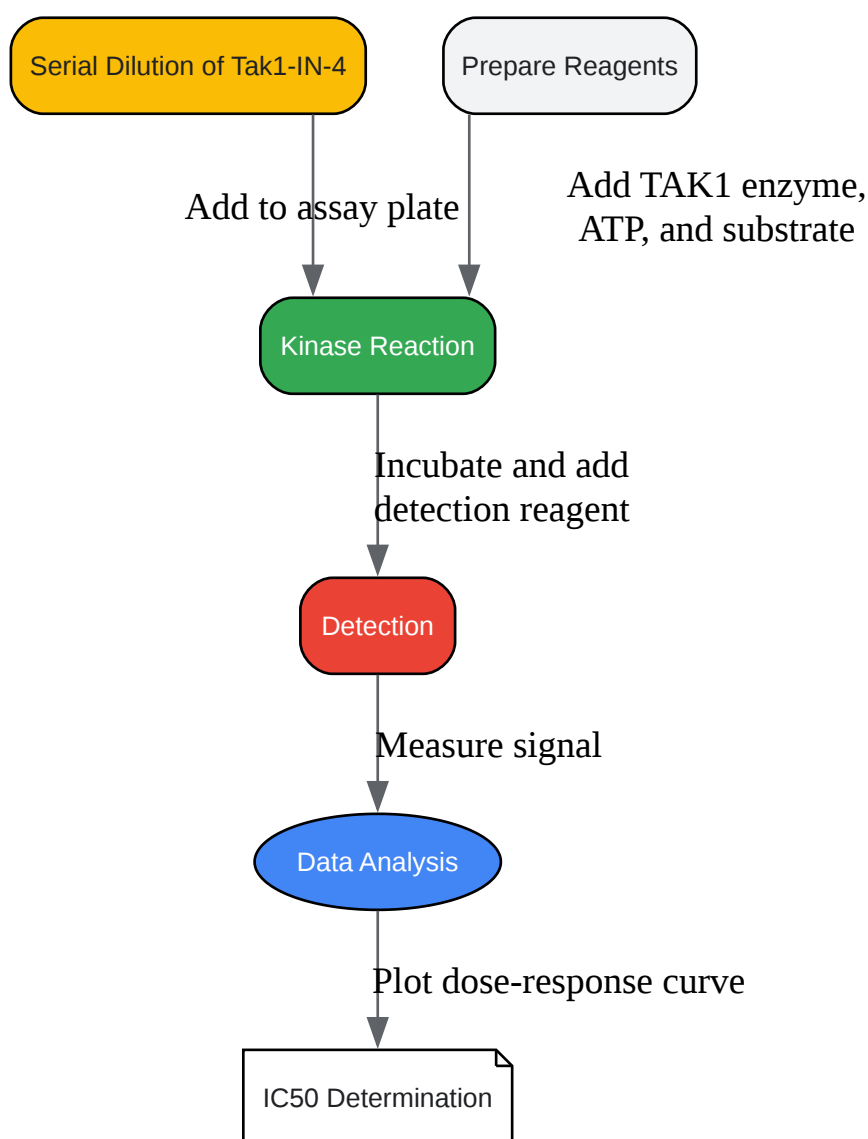 Serial Dilution of Tak1-IN-4
Prepare Reagents
Add to assay plate
Add TAK1 enzyme,
ATP, and substrate
Kinase Reaction
Incubate and add
detection reagent
Detection
Measure signal
Data Analysis
Plot dose-response curve
IC50 Determination